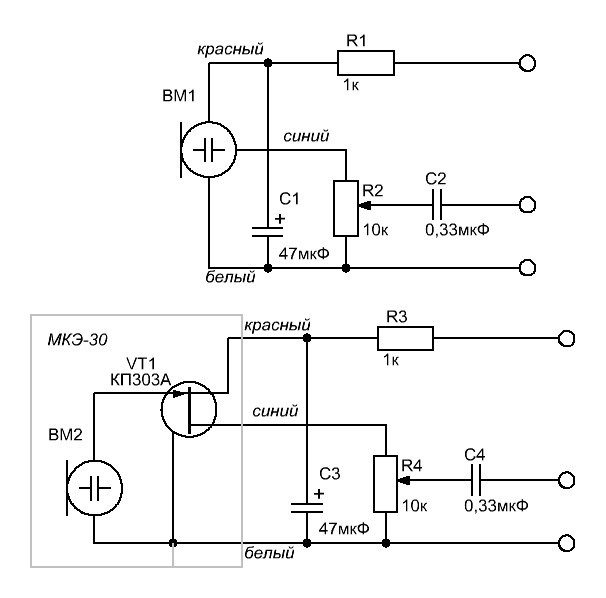 красный
R1
1к
BM1
синий
R2
10к
C2
0,33мкФ
C1
+
47мкФ
белый
МКЭ-30
красный
R3
1к
VT1
КП303А
синий
BM2
R4
10к
C4
0,33мкФ
C3
+
47мкФ
белый